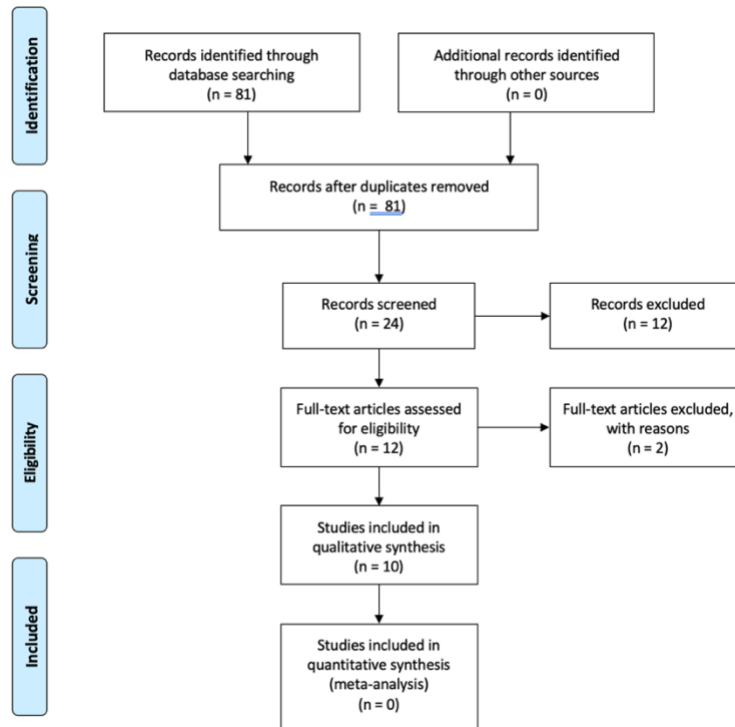 Identification
Records identified through
database searching
(n = 81)
Additional records identified
through other sources
(n = 0)
Records after duplicates removed
(n = 81)
Screening
Records screened
(n = 24)
Records excluded
(n = 12)
Eligibility
Full-text articles assessed
for eligibility
(n = 12)
Full-text articles excluded,
with reasons
(n = 2)
Studies included in
qualitative synthesis
(n = 10)
Included
Studies included in
quantitative synthesis
(meta-analysis)
(n = 0)